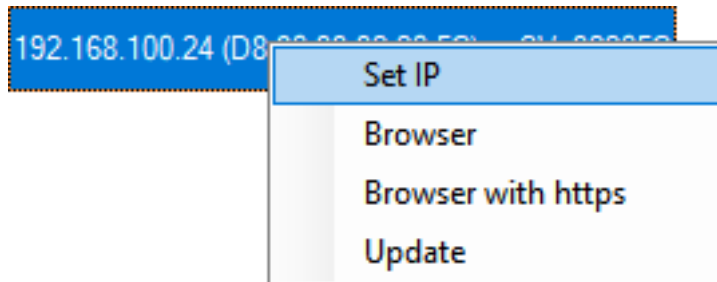 192.168.100.24 (D8
Set IP
Browser
Browser with https
Update